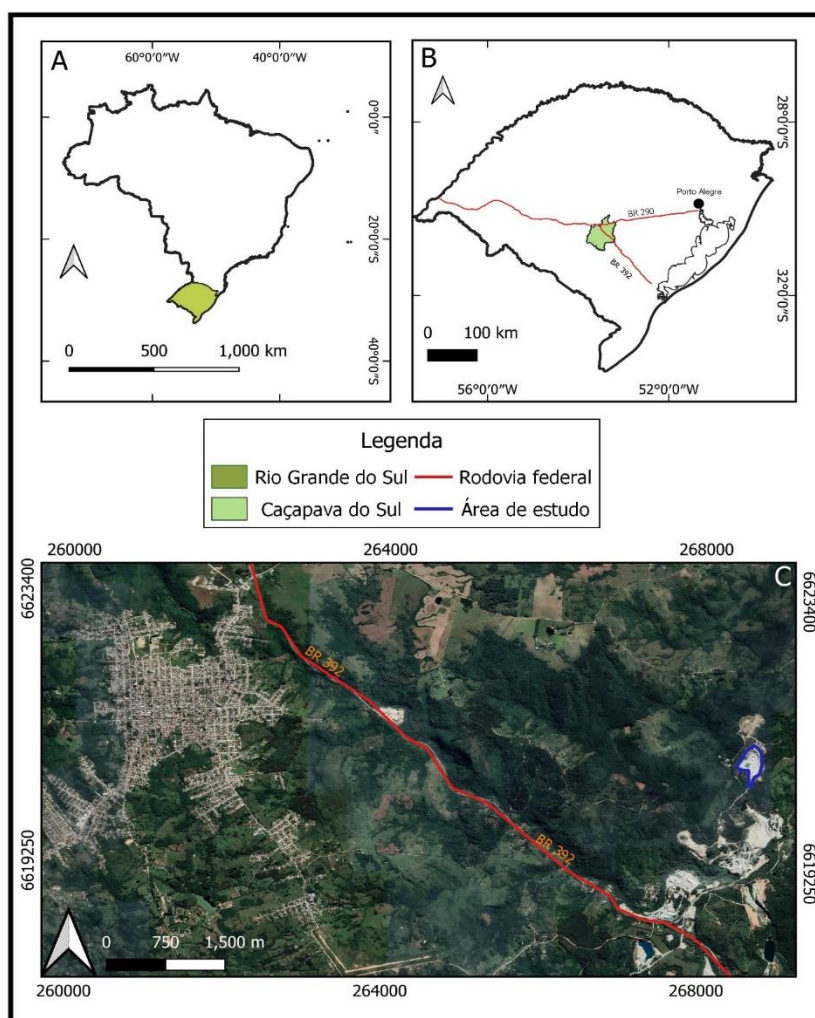 A
60°0′0″W 40°0′0″W
0°0′0″
20°0′0″S
40°0′0″S
0 500 1,000 km
B
28°0′0″S
Porto Alegre
BR 290
BR 392
32°0′0″S
0 100 km
56°0′0″W 52°0′0″W
Legenda
Rio Grande do Sul Rodovia federal
Caçapava do Sul Área de estudo
260000 264000 268000
6623400 6623400
C
BR 392
BR 392
6619250 6619250
0 750 1,500 m
260000 264000 268000